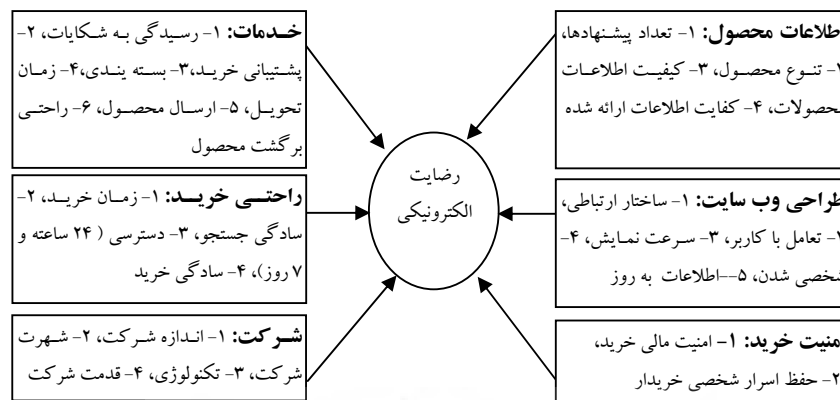 خدمات: ۱- رسیدگی به شکایات، ۲-
پشتیبانی خرید،۳- بسته یندی،۴- زمان
تحویل، ۵- ارسال محصول، ۶- راحتی
برگشت محصول
طلاعات محصول: ۱- تعداد پیشنهادها،
۲- تنوع محصول، ۳- کیفیت اطلاعات
محصولات، ۴- کفایت اطلاعات ارائه شده
رضایت
الکترونیکی
راحتی خرید: ۱- زمان خرید، ۲-
سادگی جستجو، ۳- دسترسی ( ۲۴ ساعته و
۷ روز)، ۴- سادگی خرید
طراحی وب سایت: ۱- ساختار ارتباطی،
۲- تعامل با کاربر، ۳- سرعت نمایش، ۴-
شخصی شدن، ۵--اطلاعات به روز
شرکت: ۱- اندازه شرکت، ۲- شهرت
شرکت، ۳- تکنولوژی، ۴- قدمت شرکت
منیت خرید: ۱- امنیت مالی خرید،
۲- حفظ اسرار شخصی خریدار